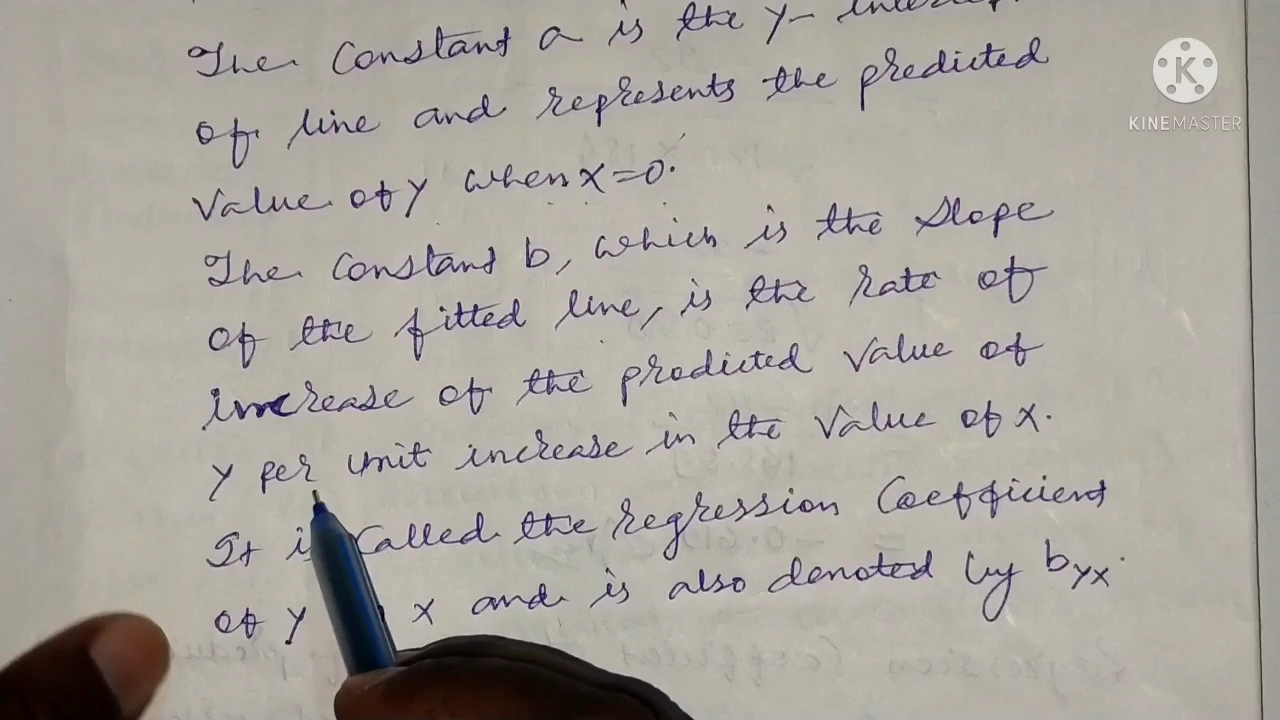 The Constant a is the y-
of line and represents the predicted
Value of y when x=0.
The Constant b, which is the slope
of the fitted line, is the rate of
increase of the predicted value of
y per unit increase in the value of x.
It called the regression Coefficient
of y x and is also denoted by byx.
K
KINEMASTER